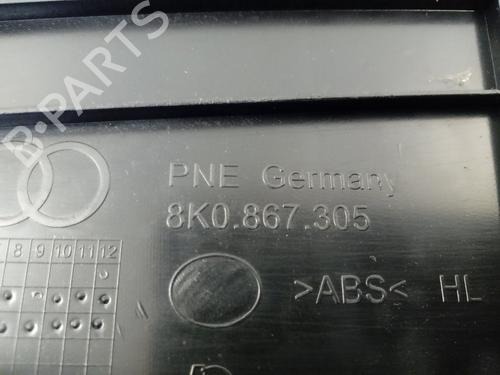 B-PARTS
PNE Germany
8K0.867.305
8 9 10 11 12
>ABS< HL